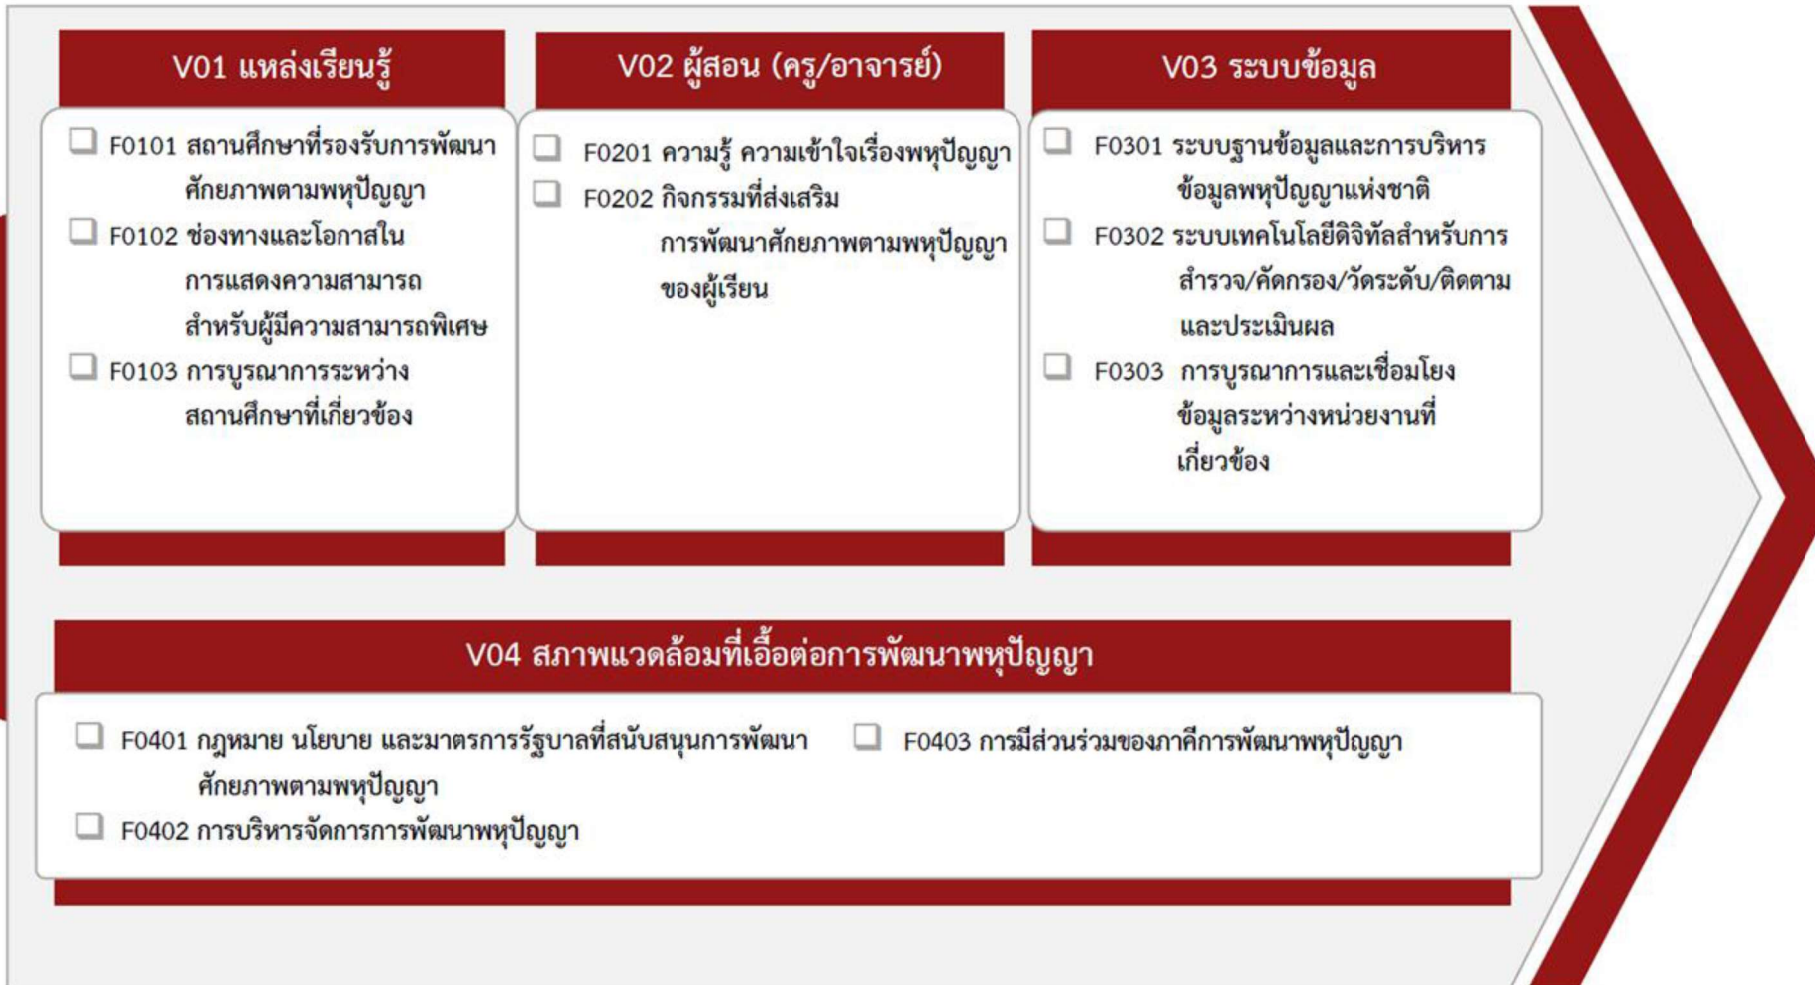 V01 แหล่งเรียนรู้
F0101 สถานศึกษาที่รองรับการพัฒนา
ศักยภาพตามพหุปัญญา
F0102 ช่องทางและโอกาสใน
การแสดงความสามารถ
สำหรับผู้มีความสามารถพิเศษ
F0103 การบูรณาการระหว่าง
สถานศึกษาที่เกี่ยวข้อง
V02 ผู้สอน (ครู/อาจารย์)
F0201 ความรู้ ความเข้าใจเรื่องพหุปัญญา
F0202 กิจกรรมที่ส่งเสริม
การพัฒนาศักยภาพตามพหุปัญญา
ของผู้เรียน
V03 ระบบข้อมูล
F0301 ระบบฐานข้อมูลและการบริหาร
ข้อมูลพหุปัญญาแห่งชาติ
F0302 ระบบเทคโนโลยีดิจิทัลสำหรับการ
สำรวจ/คัดกรอง/วัดระดับ/ติดตาม
และประเมินผล
F0303 การบูรณาการและเชื่อมโยง
ข้อมูลระหว่างหน่วยงานที่
เกี่ยวข้อง
V04 สภาพแวดล้อมที่เอื้อต่อการพัฒนาพหุปัญญา
F0401 กฎหมาย นโยบาย และมาตรการรัฐบาลที่สนับสนุนการพัฒนา
ศักยภาพตามพหุปัญญา
F0402 การบริหารจัดการการพัฒนาพหุปัญญา
F0403 การมีส่วนร่วมของภาคีการพัฒนาพหุปัญญา